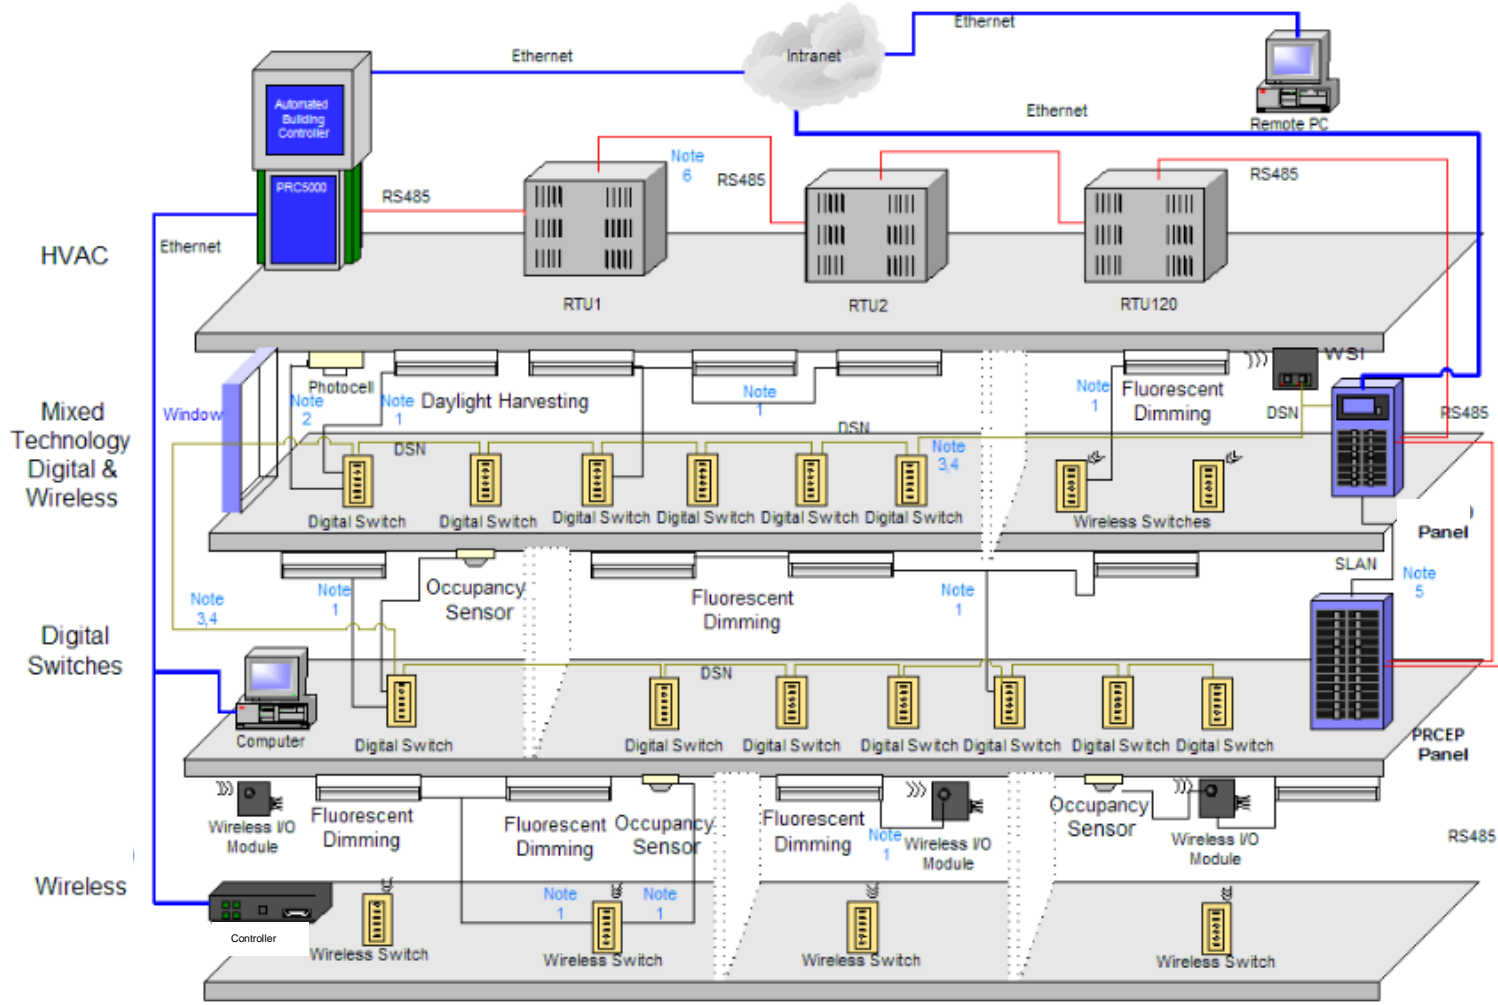 Ethernet
Ethernet
Intranet
Automated
Building
Controller
Ethernet
Remote PC
Note
6
RS485
RS485
PRC5000
RS485
Ethernet
HVAC
RTU1
RTU2
RTU120
WSI
Photocell
Window
Note
2
Note
1
Daylight Harvesting
Note
1
Note
1
Fluorescent
Dimming
DSN
RS485
Mixed
Technology
Digital &
Wireless
DSN
DSN
Note
3,4
Digital Switch
Digital Switch
Digital Switch
Digital Switch
Digital Switch
Digital Switch
Wireless Switches
Panel
SLAN
Note
5
Note
3,4
Note
1
Occupancy
Sensor
Fluorescent
Dimming
Note
1
Digital
Switches
DSN
Computer
Digital Switch
Digital Switch
Digital Switch
Digital Switch
Digital Switch
Digital Switch
Digital Switch
PRCEP
Panel
Wireless I/O
Module
Fluorescent
Dimming
Fluorescent
Dimming
Occupancy
Sensor
Fluorescent
Dimming
Note
1
Wireless I/O
Module
Occupancy
Sensor
Wireless I/O
Module
RS485
Wireless
Note
1
Note
1
Controller
Wireless Switch
Wireless Switch
Wireless Switch
Wireless Switch